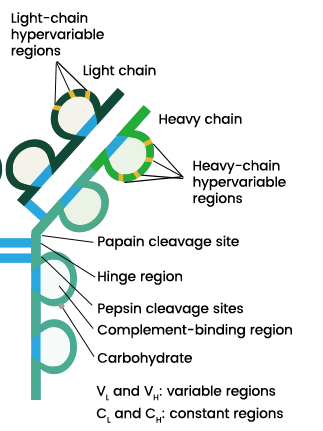 Light-chain
hypervariable
regions
Light chain
Heavy chain
Heavy-chain
hypervariable
regions
Papain cleavage site
Hinge region
Pepsin cleavage sites
Complement-binding region
Carbohydrate
V_L and V_H: variable regions
C_L and C_H: constant regions